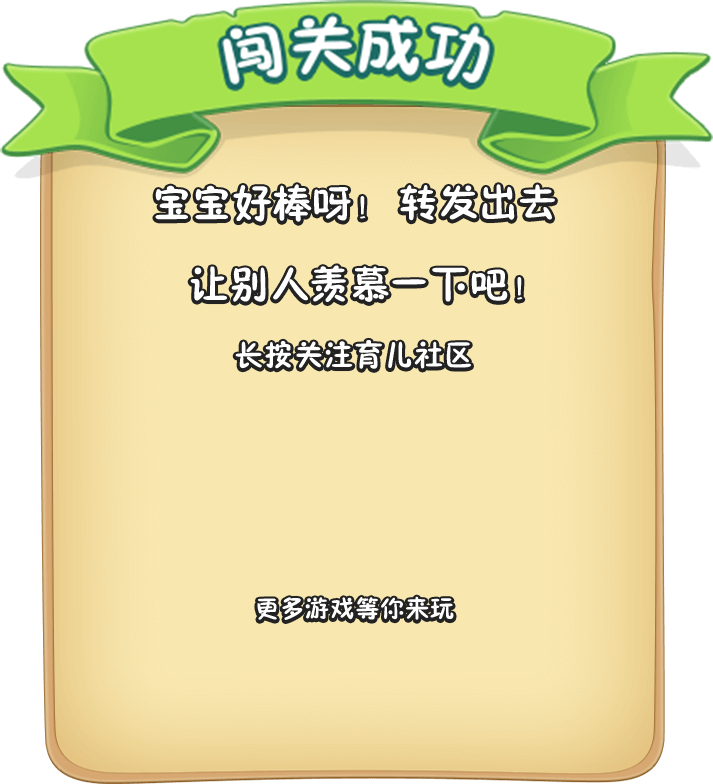 闯关成功
宝宝好棒呀！ 转发出去
让别人羡慕一下吧！
长按关注育儿社区
更多游戏等你来玩